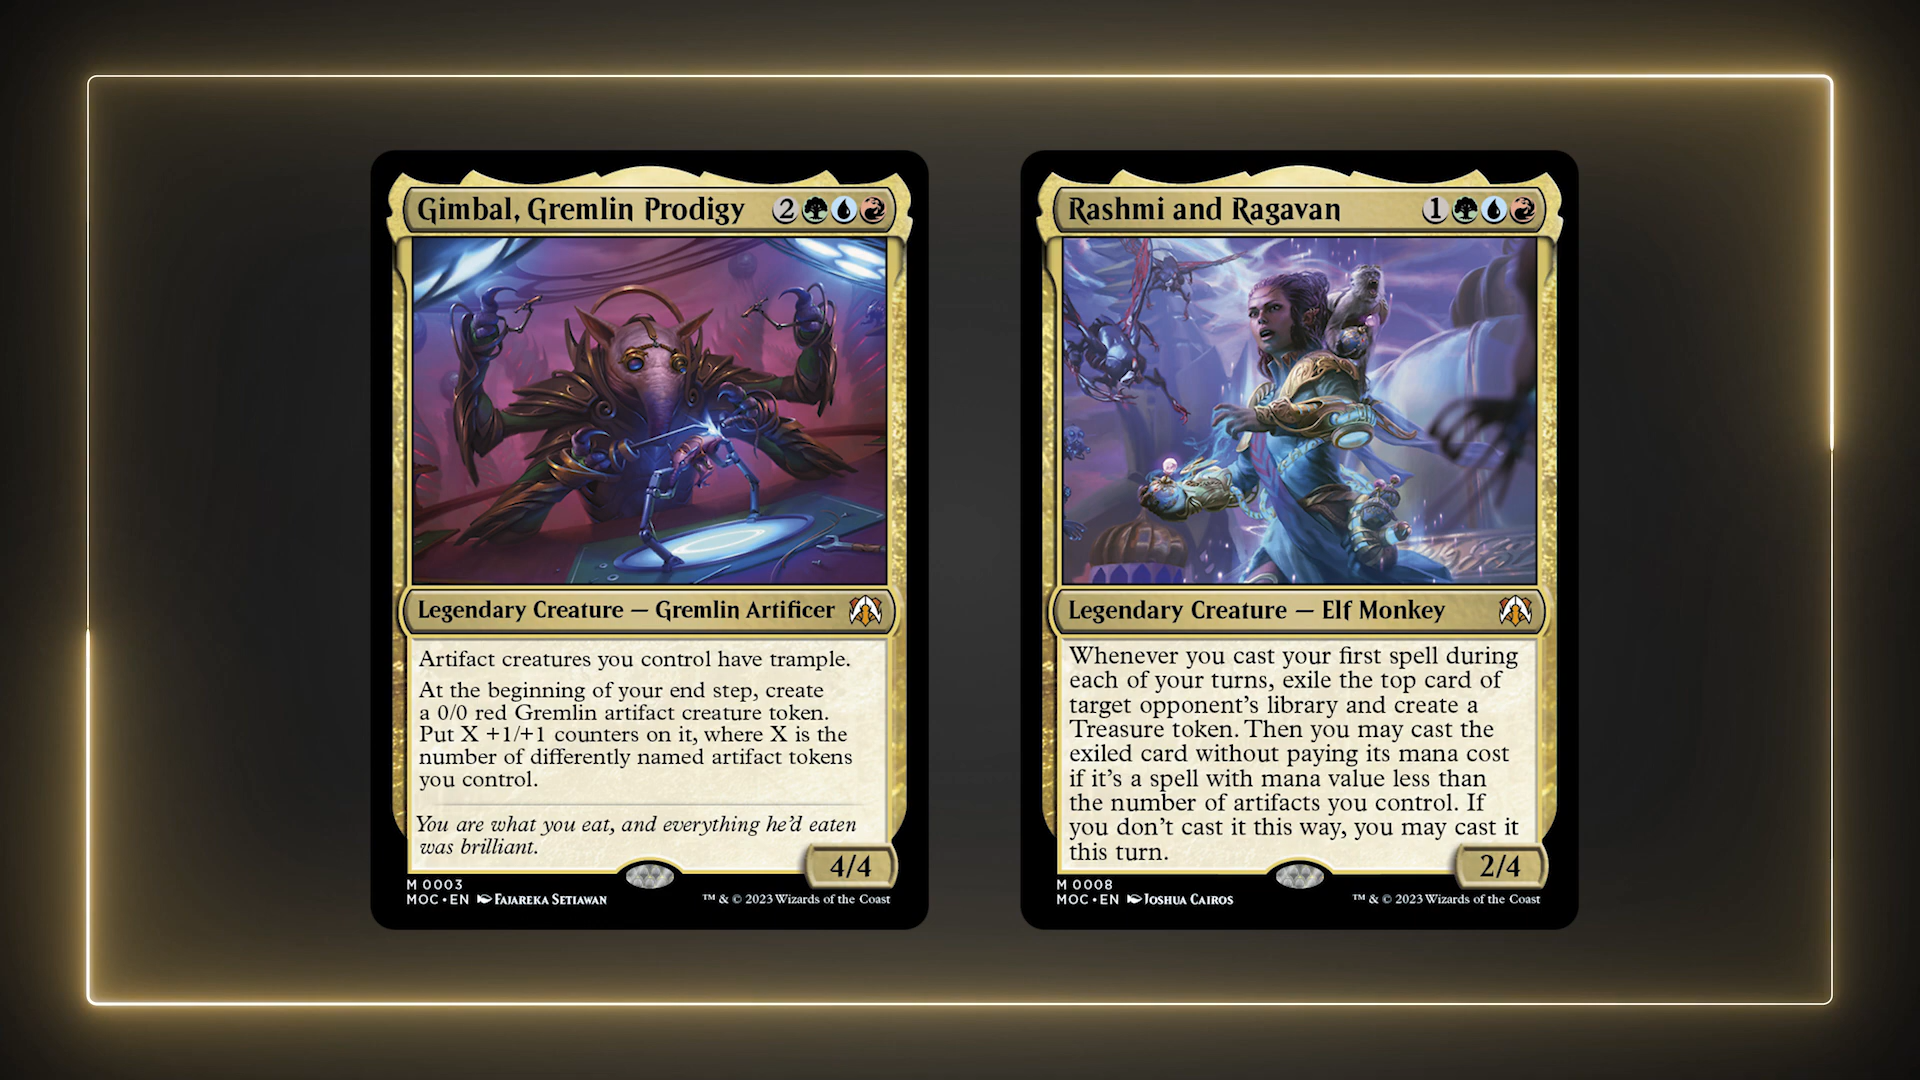 Gimbal, Gremlin Prodigy 2
Legendary Creature — Gremlin Artificer
Artifact creatures you control have trample.
At the beginning of your end step, create
a 0/0 red Gremlin artifact creature token.
Put X +1/+1 counters on it, where X is the
number of differently named artifact tokens
you control.
You are what you eat, and everything he'd eaten
was brilliant.
4/4
M 0003
MOC • EN Fajareka Setiawan
™ & © 2023 Wizards of the Coast
Rashmi and Ragavan 1
Legendary Creature — Elf Monkey
Whenever you cast your first spell during
each of your turns, exile the top card of
target opponent's library and create a
Treasure token. Then you may cast the
exiled card without paying its mana cost
if it's a spell with mana value less than
the number of artifacts you control. If
you don't cast it this way, you may cast it
this turn.
2/4
M 0008
MOC • EN Joshua Cairos
™ & © 2023 Wizards of the Coast